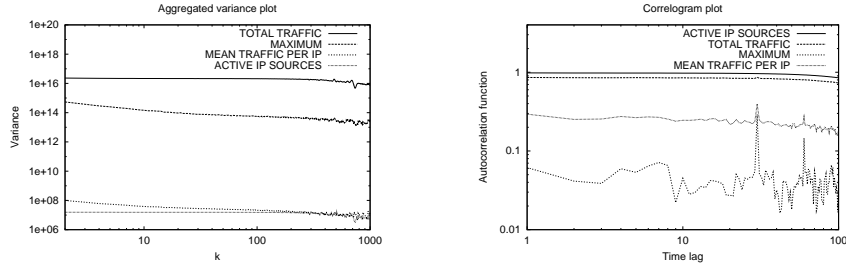 Aggregated variance plot
TOTAL TRAFFIC
MAXIMUM
MEAN TRAFFIC PER IP
ACTIVE IP SOURCES
1e+20
1e+18
1e+16
1e+14
1e+12
1e+10
1e+08
1e+06
Variance
10
100
1000
k
Correlogram plot
ACTIVE IP SOURCES
TOTAL TRAFFIC
MAXIMUM
MEAN TRAFFIC PER IP
1
0.1
0.01
Autocorrelation function
1
10
100
Time lag